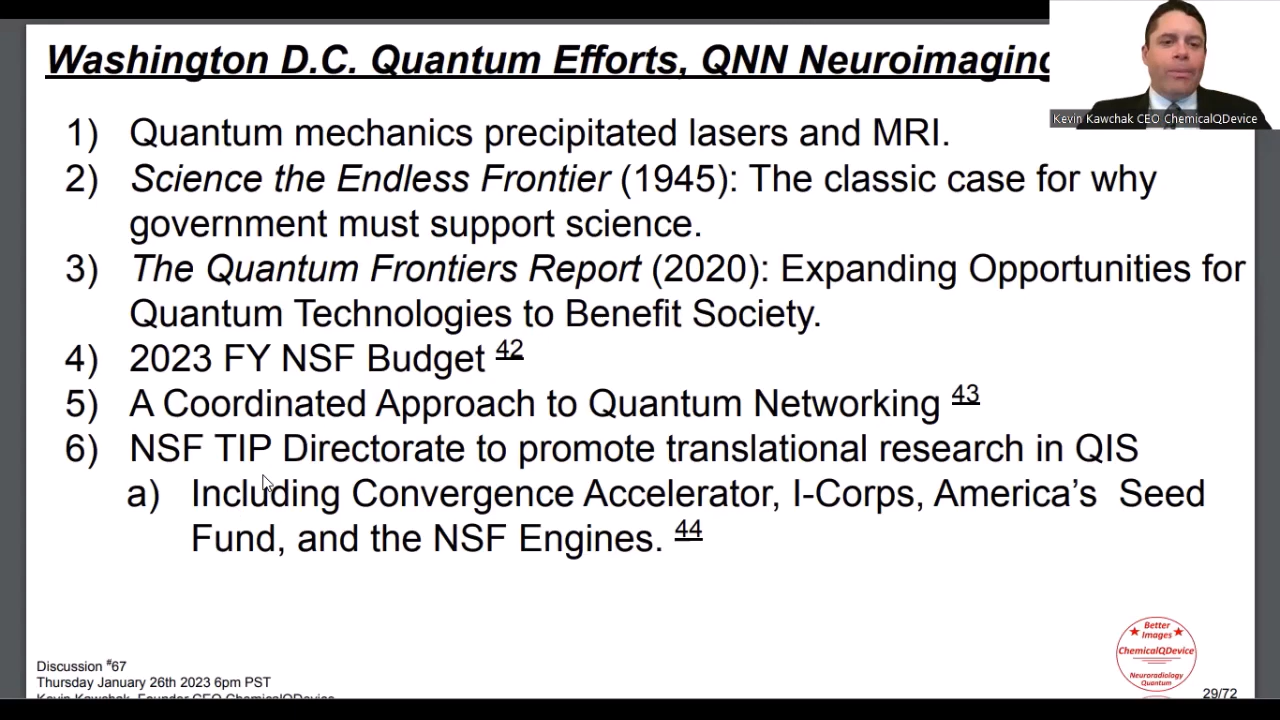 Washington D.C. Quantum Efforts, QNN Neuroimaging
Kevin Kawchak CEO ChemicalQDevice
1) Quantum mechanics precipitated lasers and MRI.
2) Science the Endless Frontier (1945): The classic case for why
government must support science.
3) The Quantum Frontiers Report (2020): Expanding Opportunities for
Quantum Technologies to Benefit Society.
4) 2023 FY NSF Budget 42
5) A Coordinated Approach to Quantum Networking 43
6) NSF TIP Directorate to promote translational research in QIS
a) Including Convergence Accelerator, I-Corps, America’s Seed
Fund, and the NSF Engines. 44
Better
Images
ChemicalQDevice
Neuroradiology
Quantum
Discussion #67
Thursday January 26th 2023 6pm PST
Kevin Kawchak, Founder CEO ChemicalQDevice
29/72